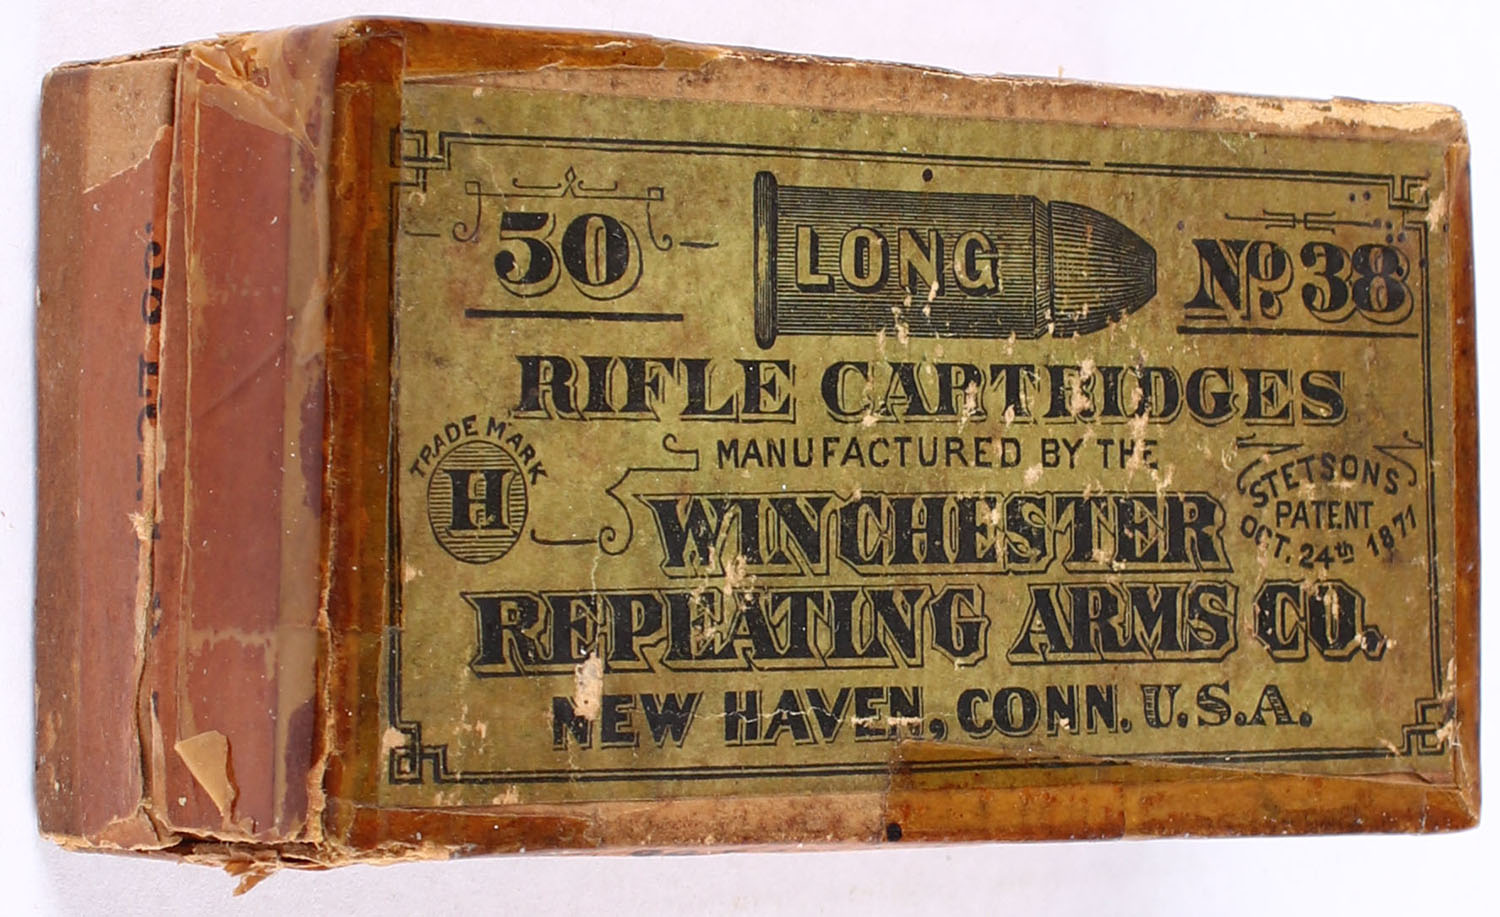 50
LONG
No. 38
RIFLE CARTRIDGES
MANUFACTURED BY THE
TRADE MARK
H
WINCHESTER
REPEATING ARMS CO.
STETSONS
PATENT
OCT. 24th 1871
NEW HAVEN, CONN. U.S.A.